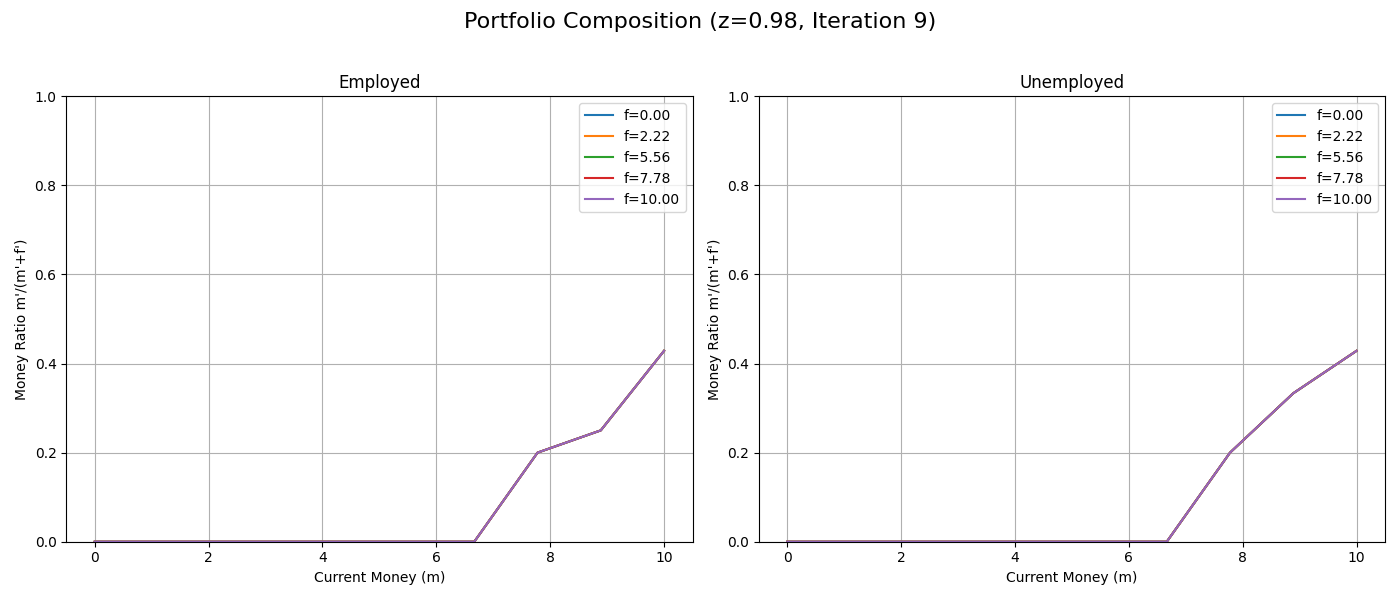 Portfolio Composition (z=0.98, Iteration 9)
Employed
Money Ratio m'/(m'+f')
1.0
0.8
0.6
0.4
0.2
0.0
0 2 4 6 8 10
Current Money (m)
f=0.00
f=2.22
f=5.56
f=7.78
f=10.00
Unemployed
Money Ratio m'/(m'+f')
1.0
0.8
0.6
0.4
0.2
0.0
0 2 4 6 8 10
Current Money (m)
f=0.00
f=2.22
f=5.56
f=7.78
f=10.00